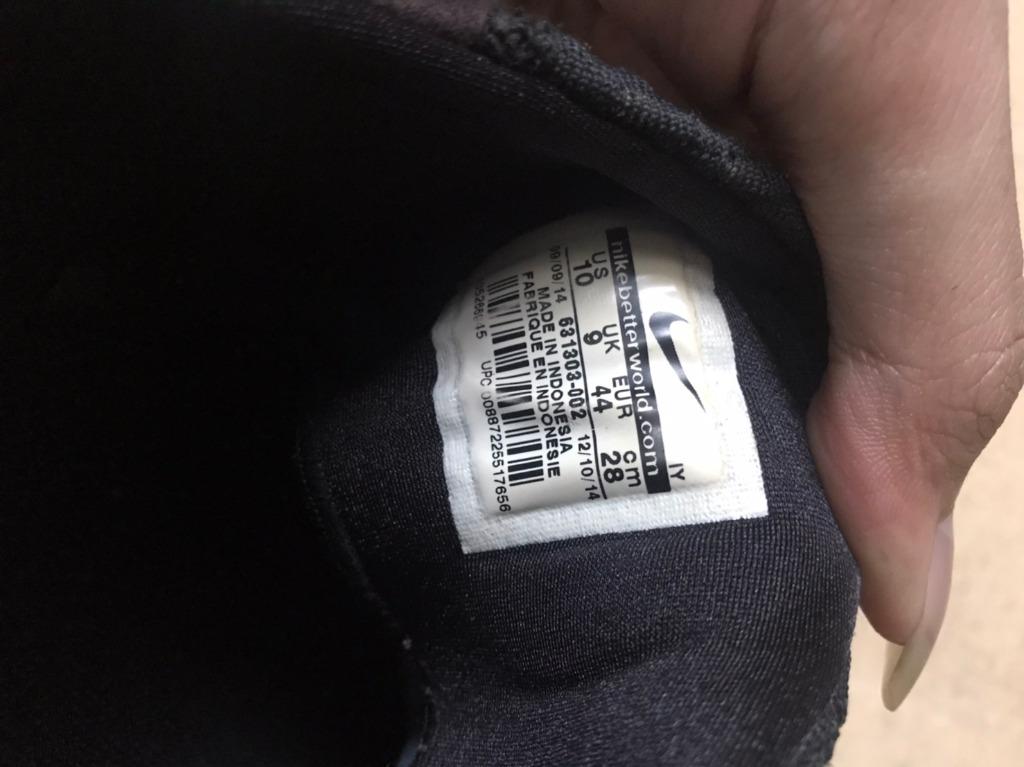 IY
nikebetterworld.com
US UK EUR cm
10 9 44 28
09/09/14 631303-002 12/10/14
MADE IN INDONESIA
FABRIQUE EN INDONESIE
UPC 00887225517656